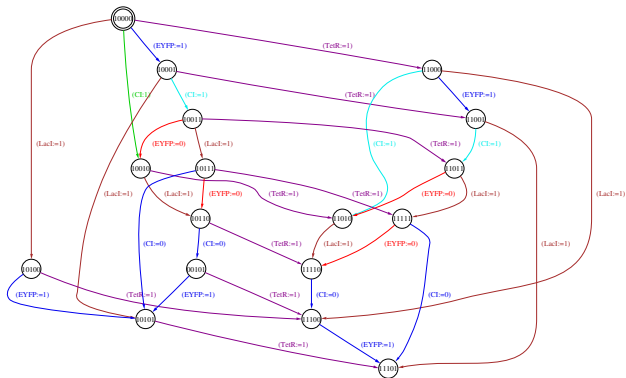 10000
(EYFP:=1)
(TetR:=1)
10001
11000
(CI:1)
(CI:=1)
(TetR:=1)
(EYFP:=1)
10011
11001
(EYFP:=0)
(LacI:=1)
(CI:=1)
(CI:=1)
(LacI:=1)
(TetR:=1)
10010
10111
11011
(LacI:=1)
(LacI:=1)
(EYFP:=0)
(TetR:=1)
(TetR:=1)
(EYFP:=0)
(LacI:=1)
(LacI:=1)
10110
11010
11111
(CI:=0)
(CI:=0)
(TetR:=1)
(LacI:=1)
(EYFP:=0)
(LacI:=1)
10100
00101
11110
(EYFP:=1)
(TetR:=1)
(EYFP:=1)
(TetR:=1)
(CI:=0)
(CI:=0)
10101
11100
(TetR:=1)
(EYFP:=1)
11101